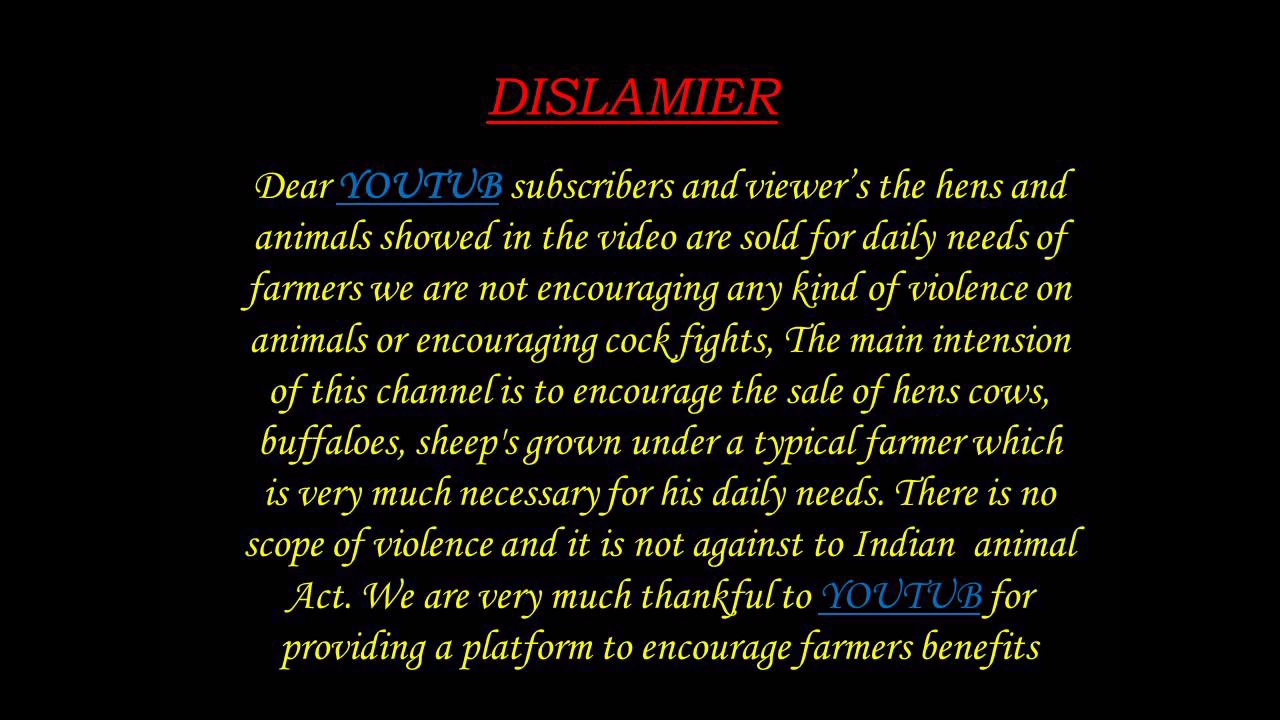 DISLAMIER
Dear YOUTUB subscribers and viewer’s the hens and
animals showed in the video are sold for daily needs of
farmers we are not encouraging any kind of violence on
animals or encouraging cock fights, The main intension
of this channel is to encourage the sale of hens cows,
buffaloes, sheep's grown under a typical farmer which
is very much necessary for his daily needs. There is no
scope of violence and it is not against to Indian  animal
Act. We are very much thankful to YOUTUB for
providing a platform to encourage farmers benefits